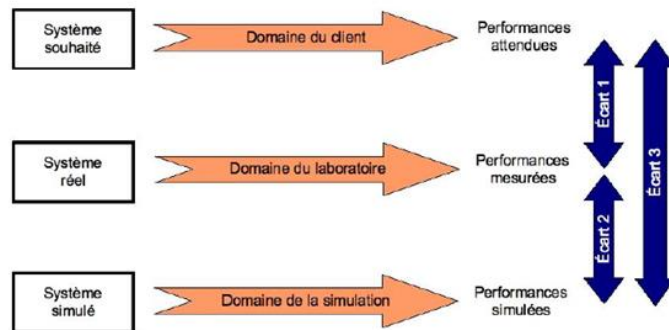 Système
souhaité
Domaine du client
Performances
attendues
Écart 1
Écart 3
Système
réel
Domaine du laboratoire
Performances
mesurées
Écart 2
Système
simulé
Domaine de la simulation
Performances
simulées